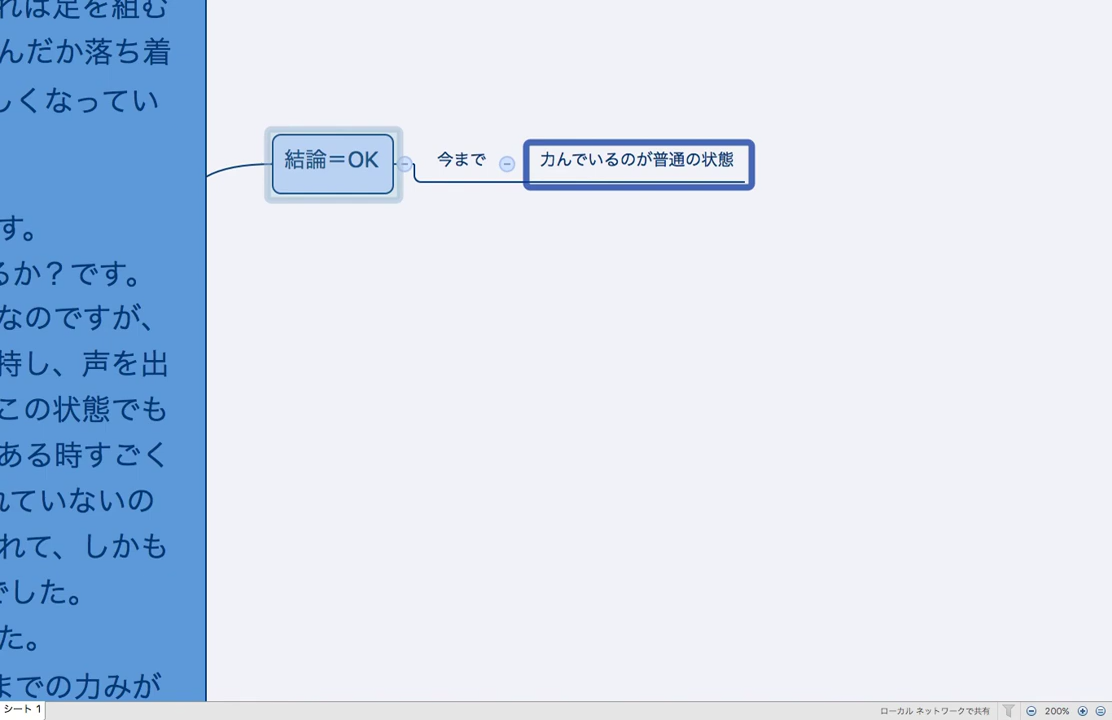 れは足を組む
んだか落ち着
しくなってい
す。
るか？です。
なのですが、
持し、声を出
この状態でも
ある時すごく
れていないの
れて、しかも
でした。
た。
までの力みが
結論＝OK
今まで
力んでいるのが普通の状態
シート 1
ローカル ネットワークで共有
200%